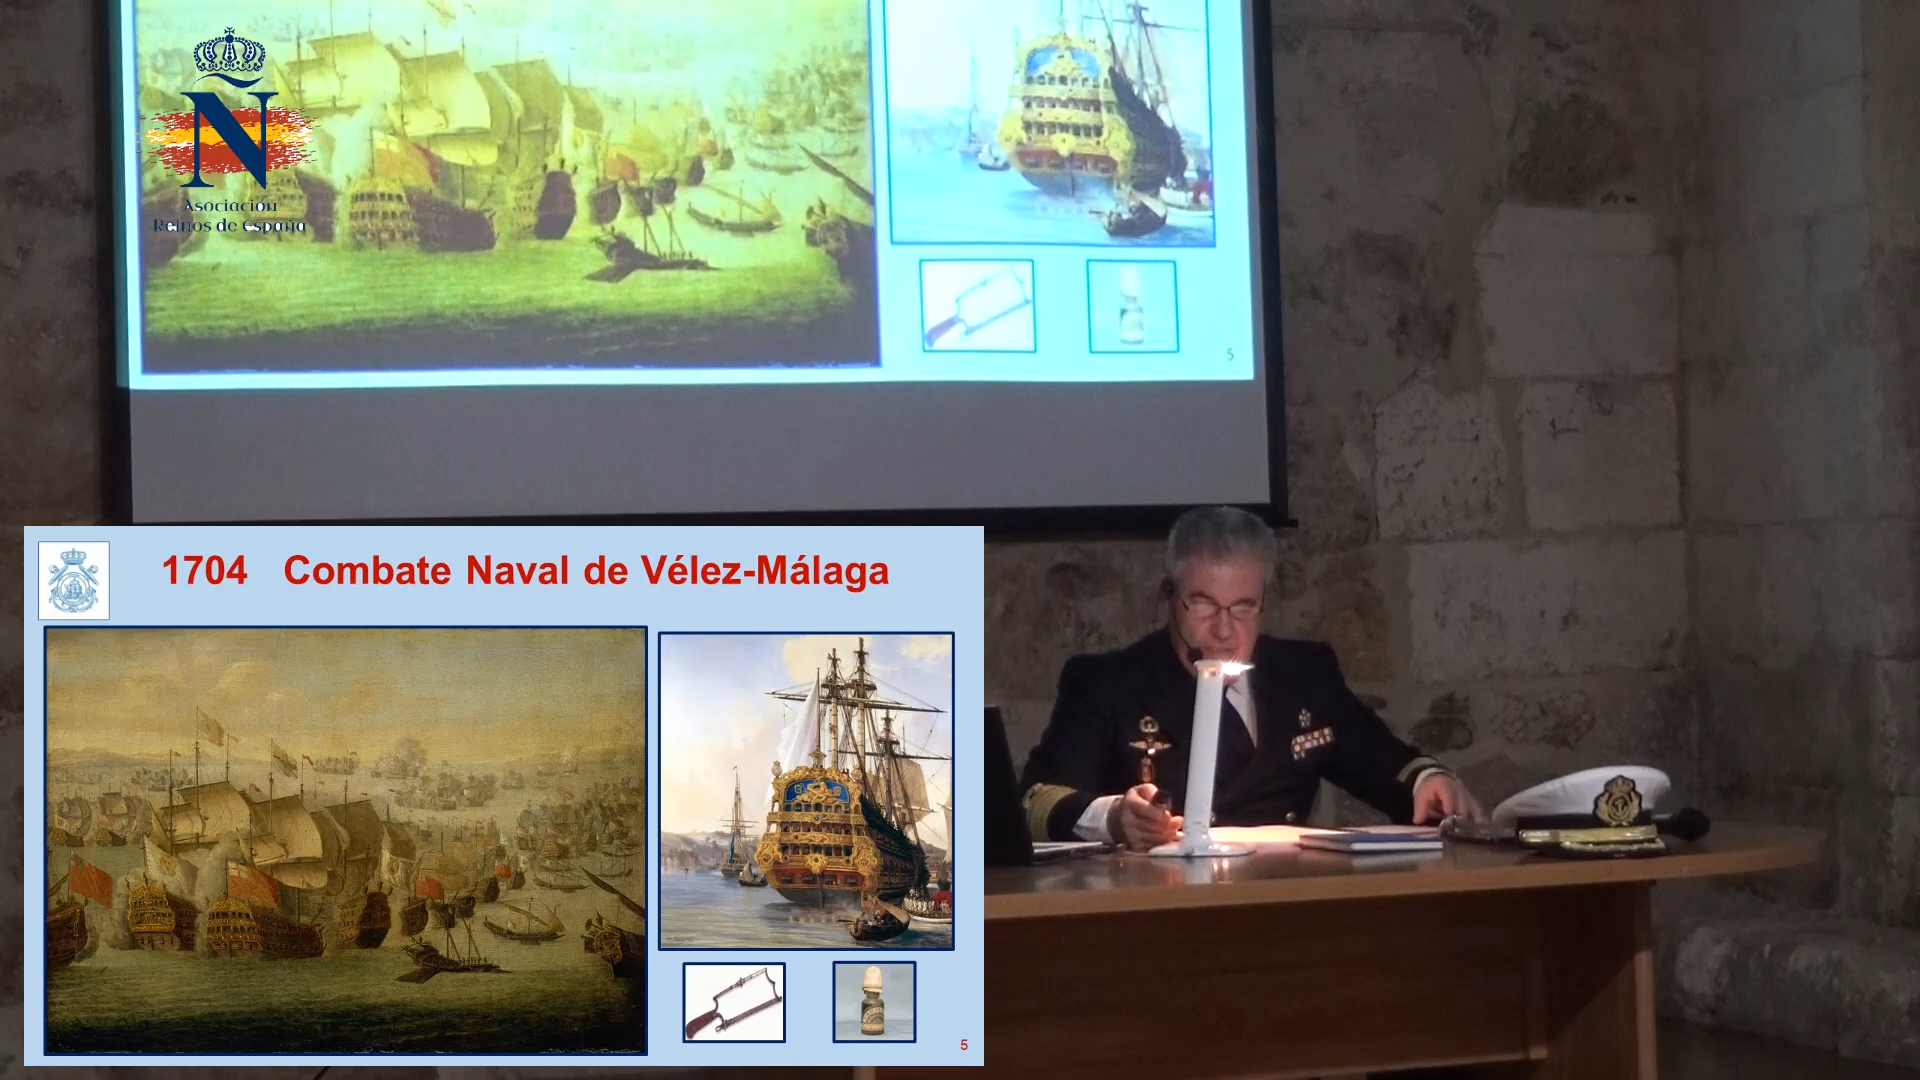 Ñ
Asociación
Reinos de España
5
1704 Combate Naval de Vélez-Málaga
5